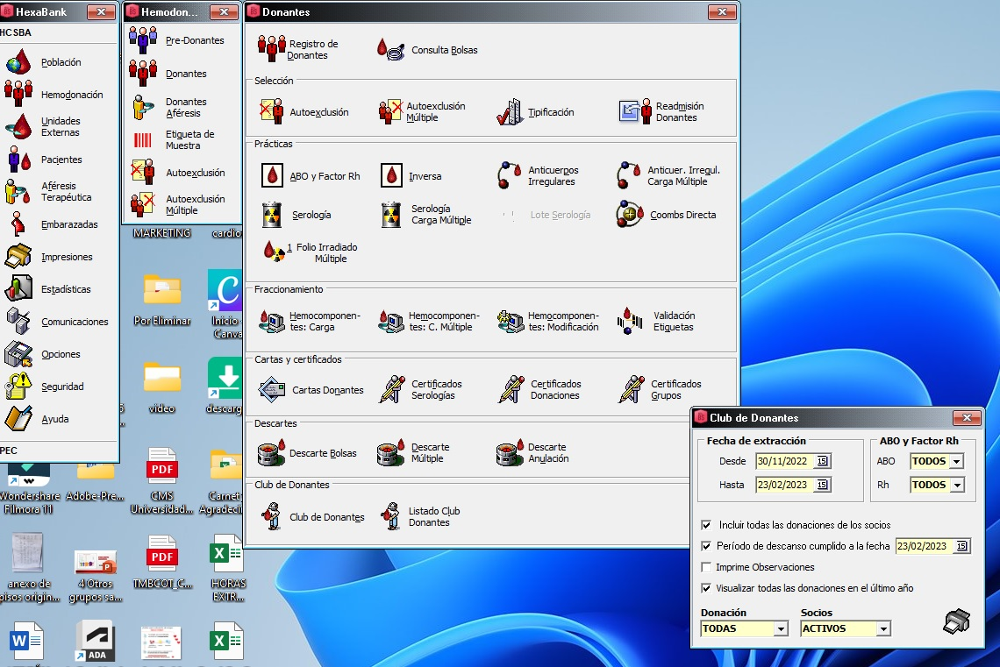 HexaBank
HCSBA
Población
Hemodonación
Unidades
Externas
Pacientes
Aféresis
Terapéutica
Embarazadas
Impresiones
Estadísticas
Comunicaciones
Opciones
Seguridad
Ayuda
PEC
Hemodon...
Pre-Donantes
Donantes
Donantes
Aféresis
Etiqueta de
Muestra
Autoexclusión
Autoexclusión
Múltiple
Donantes
Registro de
Donantes
Consulta Bolsas
Selección
Autoexclusión
Autoexclusión
Múltiple
Tipificación
Readmisión
Donantes
Prácticas
ABO y Factor Rh
Inversa
Anticuerpos
Irregulares
Anticuer. Irregul.
Carga Múltiple
Serología
Serología
Carga Múltiple
Lote Serología
Coombs Directa
1 Folio Irradiado
Múltiple
Fraccionamiento
Hemocomponen-
tes: Carga
Hemocomponen-
tes: C. Múltiple
Hemocomponen-
tes: Modificación
Validación
Etiquetas
Cartas y certificados
Cartas Donantes
Certificados
Serologías
Certificados
Donaciones
Certificados
Grupos
Descartes
Descarte Bolsas
Descarte
Múltiple
Descarte
Anulación
Club de Donantes
Club de Donantes
Listado Club
Donantes
Club de Donantes
Fecha de extracción
Desde 30/11/2022 15
Hasta 23/02/2023 15
ABO y Factor Rh
ABO TODOS
Rh TODOS
Incluir todas las donaciones de los socios
Período de descanso cumplido a la fecha 23/02/2023 15
Imprime Observaciones
Visualizar todas las donaciones en el último año
Donación
TODAS
Socios
ACTIVOS
MARKETING
cardio
Por Eliminar
Inicio -
Canva
video
descarg
Wondershare
Filmora 11
Adobe-Pre...
PDF
CMS
Universidad...
Carnet
Agradeci
anexo de
pisos origin...
4 Otros
grupos sa...
PDF
TMBCOT_C...
HORAS
EXTR...
ADA